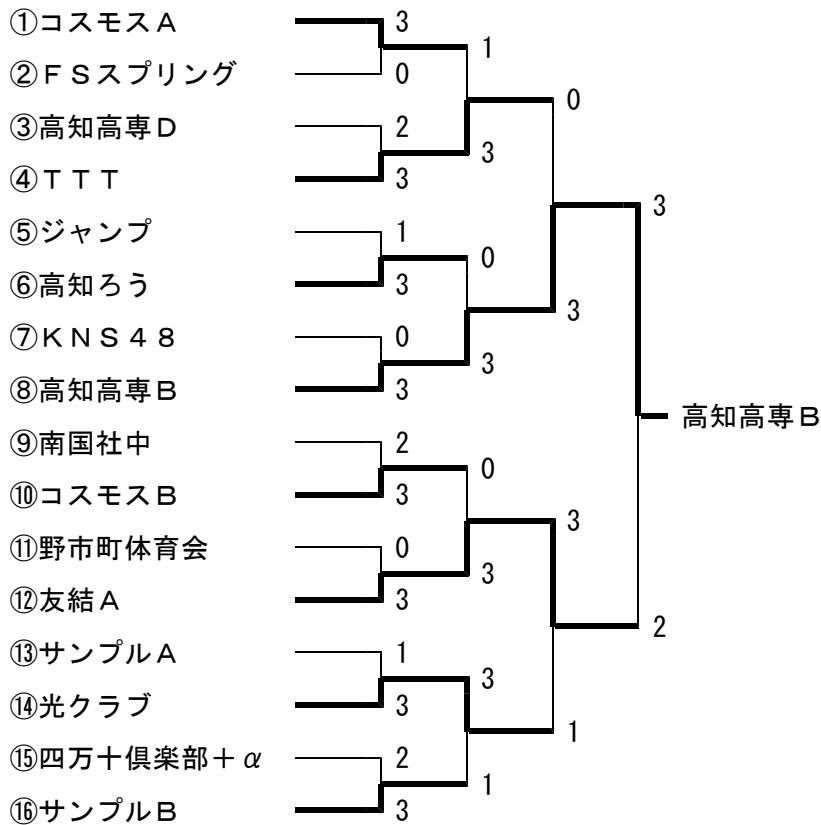 ①コスモスA 3
1
②FSスプリング 0
0
③高知高専D 2
3
④TTT 3
3
⑤ジャンプ 1
0
⑥高知ろう 3
3
⑦KNS48 0
3
⑧高知高専B 3
高知高専B
⑨南国社中 2
0
⑩コスモスB 3
3
⑪野市町体育会 0
3
⑫友結A 3
2
⑬サンプルA 1
3
⑭光クラブ 3
1
⑮四万十倶楽部+α 2
1
⑯サンプルB 3